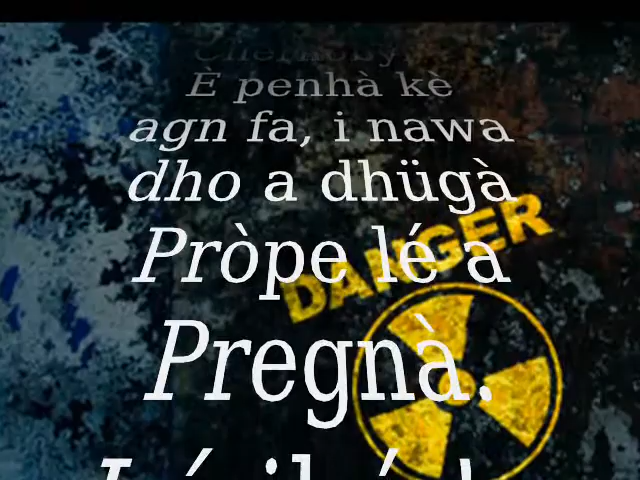 È penhà kè
agn fa, i nawa
dho a dhügà
Pròpe lé a
DANGER
Pregnà.